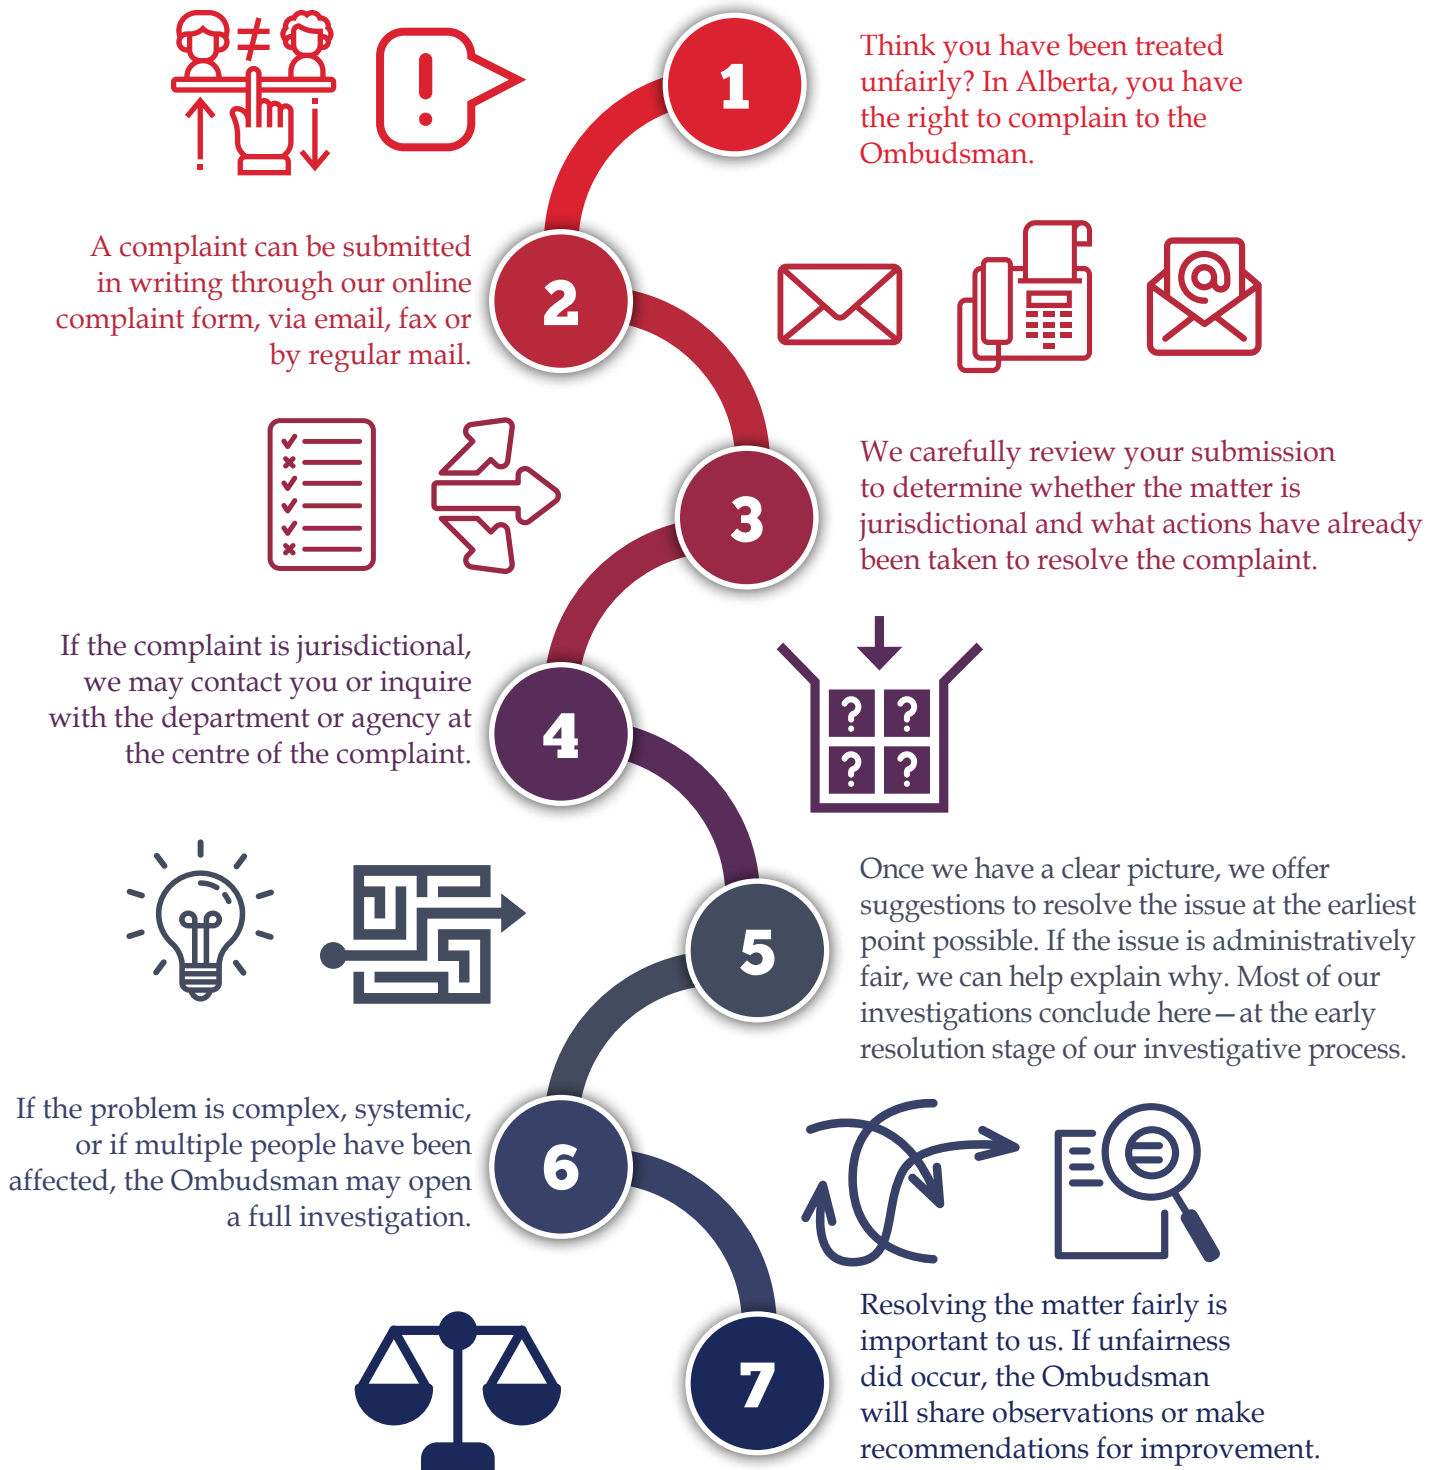 1
Think you have been treated
unfairly? In Alberta, you have
the right to complain to the
Ombudsman.
A complaint can be submitted
in writing through our online
complaint form, via email, fax or
by regular mail.
2
3
We carefully review your submission
to determine whether the matter is
jurisdictional and what actions have already
been taken to resolve the complaint.
If the complaint is jurisdictional,
we may contact you or inquire
with the department or agency at
the centre of the complaint.
4
? ?
? ?
5
Once we have a clear picture, we offer
suggestions to resolve the issue at the earliest
point possible. If the issue is administratively
fair, we can help explain why. Most of our
investigations conclude here—at the early
resolution stage of our investigative process.
If the problem is complex, systemic,
or if multiple people have been
affected, the Ombudsman may open
a full investigation.
6
7
Resolving the matter fairly is
important to us. If unfairness
did occur, the Ombudsman
will share observations or make
recommendations for improvement.